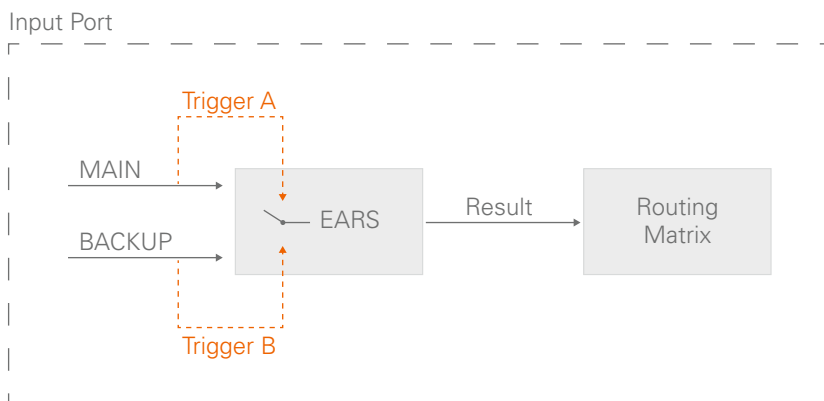 Input Port
Trigger A
MAIN
EARS
Result
Routing
Matrix
BACKUP
Trigger B